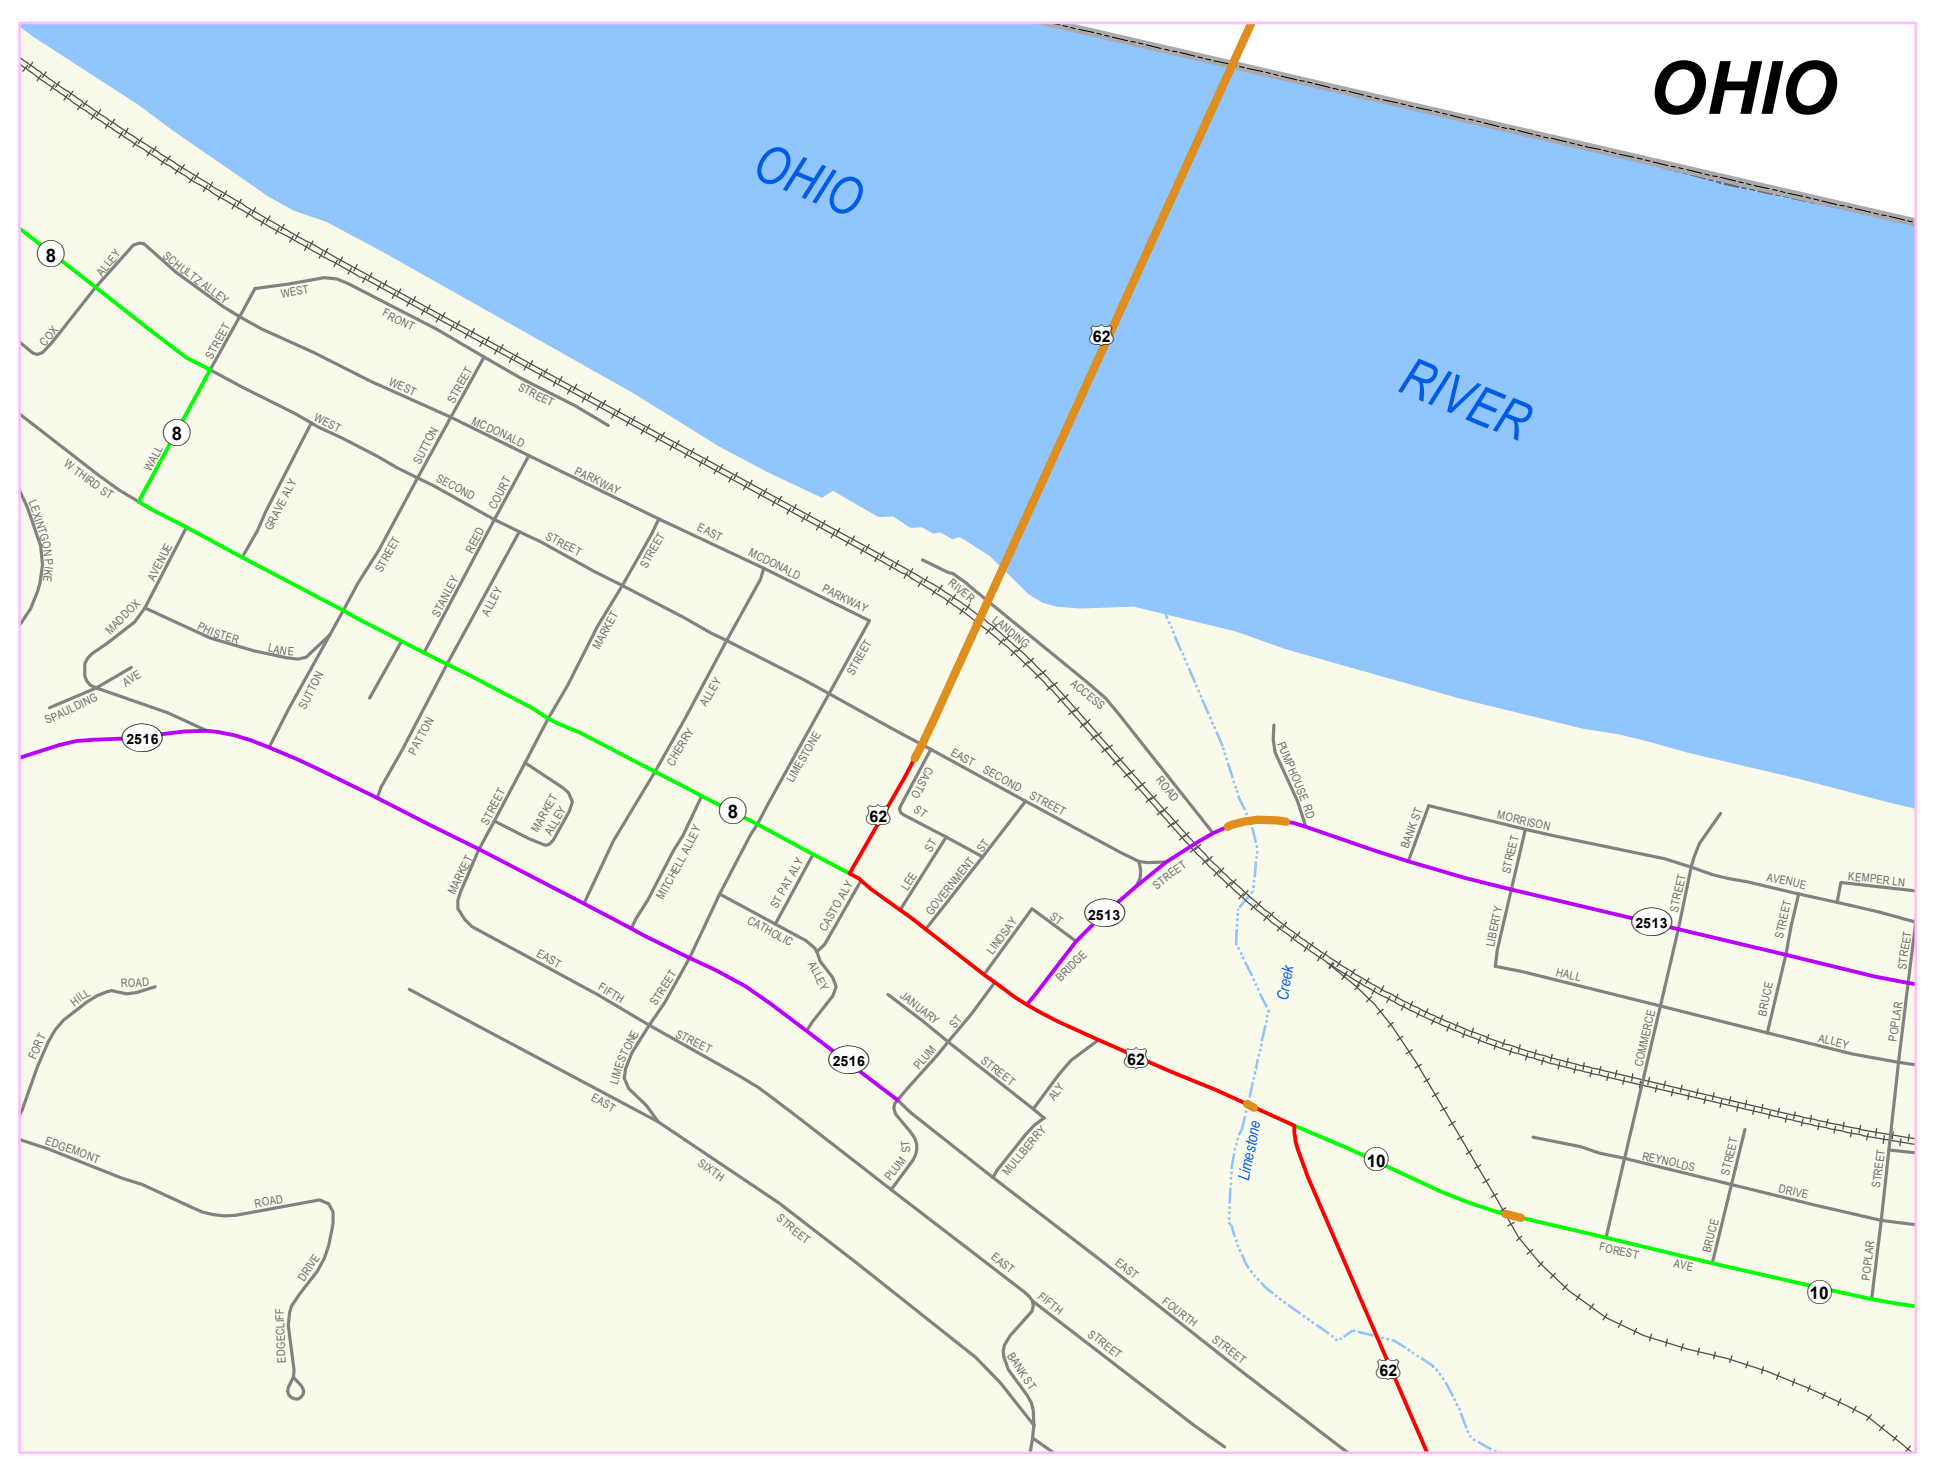 OHIO
OHIO
RIVER
62
8
ALLEY
SCHULTZ ALLEY
WEST
FRONT
STREET
COX
STREET
STREET
WEST
MCDONALD
PARKWAY
EAST
MCDONALD
PARKWAY
8
WALL
WEST
SUTTON
SECOND
COURT
STREET
W THIRD ST
GRAVE ALY
REED
STREET
LEXINTGON PIKE
AVENUE
STREET
STANLEY
ALLEY
MARKET
STREET
RIVER
LANDING
ACCESS
ROAD
MADDOX
PHISTER
LANE
SPAULDING
AVE
SUTTON
PATTON
ALLEY
CHERRY
LIMESTONE
2516
STREET
MARKET
ALLEY
8
62
CASTO
ST
EAST SECOND STREET
PUMPHOUSE RD
MARKET
MITCHELL ALLEY
ST PAT ALY
CASTO ALY
LEE
ST
GOVERNMENT
ST
STREET
BANK ST
MORRISON
AVENUE
KEMPER LN
STREET
STREET
STREET
STREET
2513
2513
LIBERTY
CATHOLIC
ALLEY
LINDSAY
ST
BRIDGE
HALL
ALLEY
BRUCE
POPLAR
COMMERCE
Creek
EAST
FIFTH
STREET
STREET
LIMESTONE
JANUARY
STREET
ST
PLUM
2516
62
ALY
MULLBERRY
Limestone
FORT
HILL
ROAD
EDGEMONT
ROAD
DRIVE
EDGECLIFF
EAST
SIXTH
STREET
PLUM
ST
EAST
FIFTH
STREET
EAST
FOURTH
STREET
BANK ST
10
REYNOLDS
DRIVE
STREET
BRUCE
STREET
POPLAR
FOREST
AVE
10
62